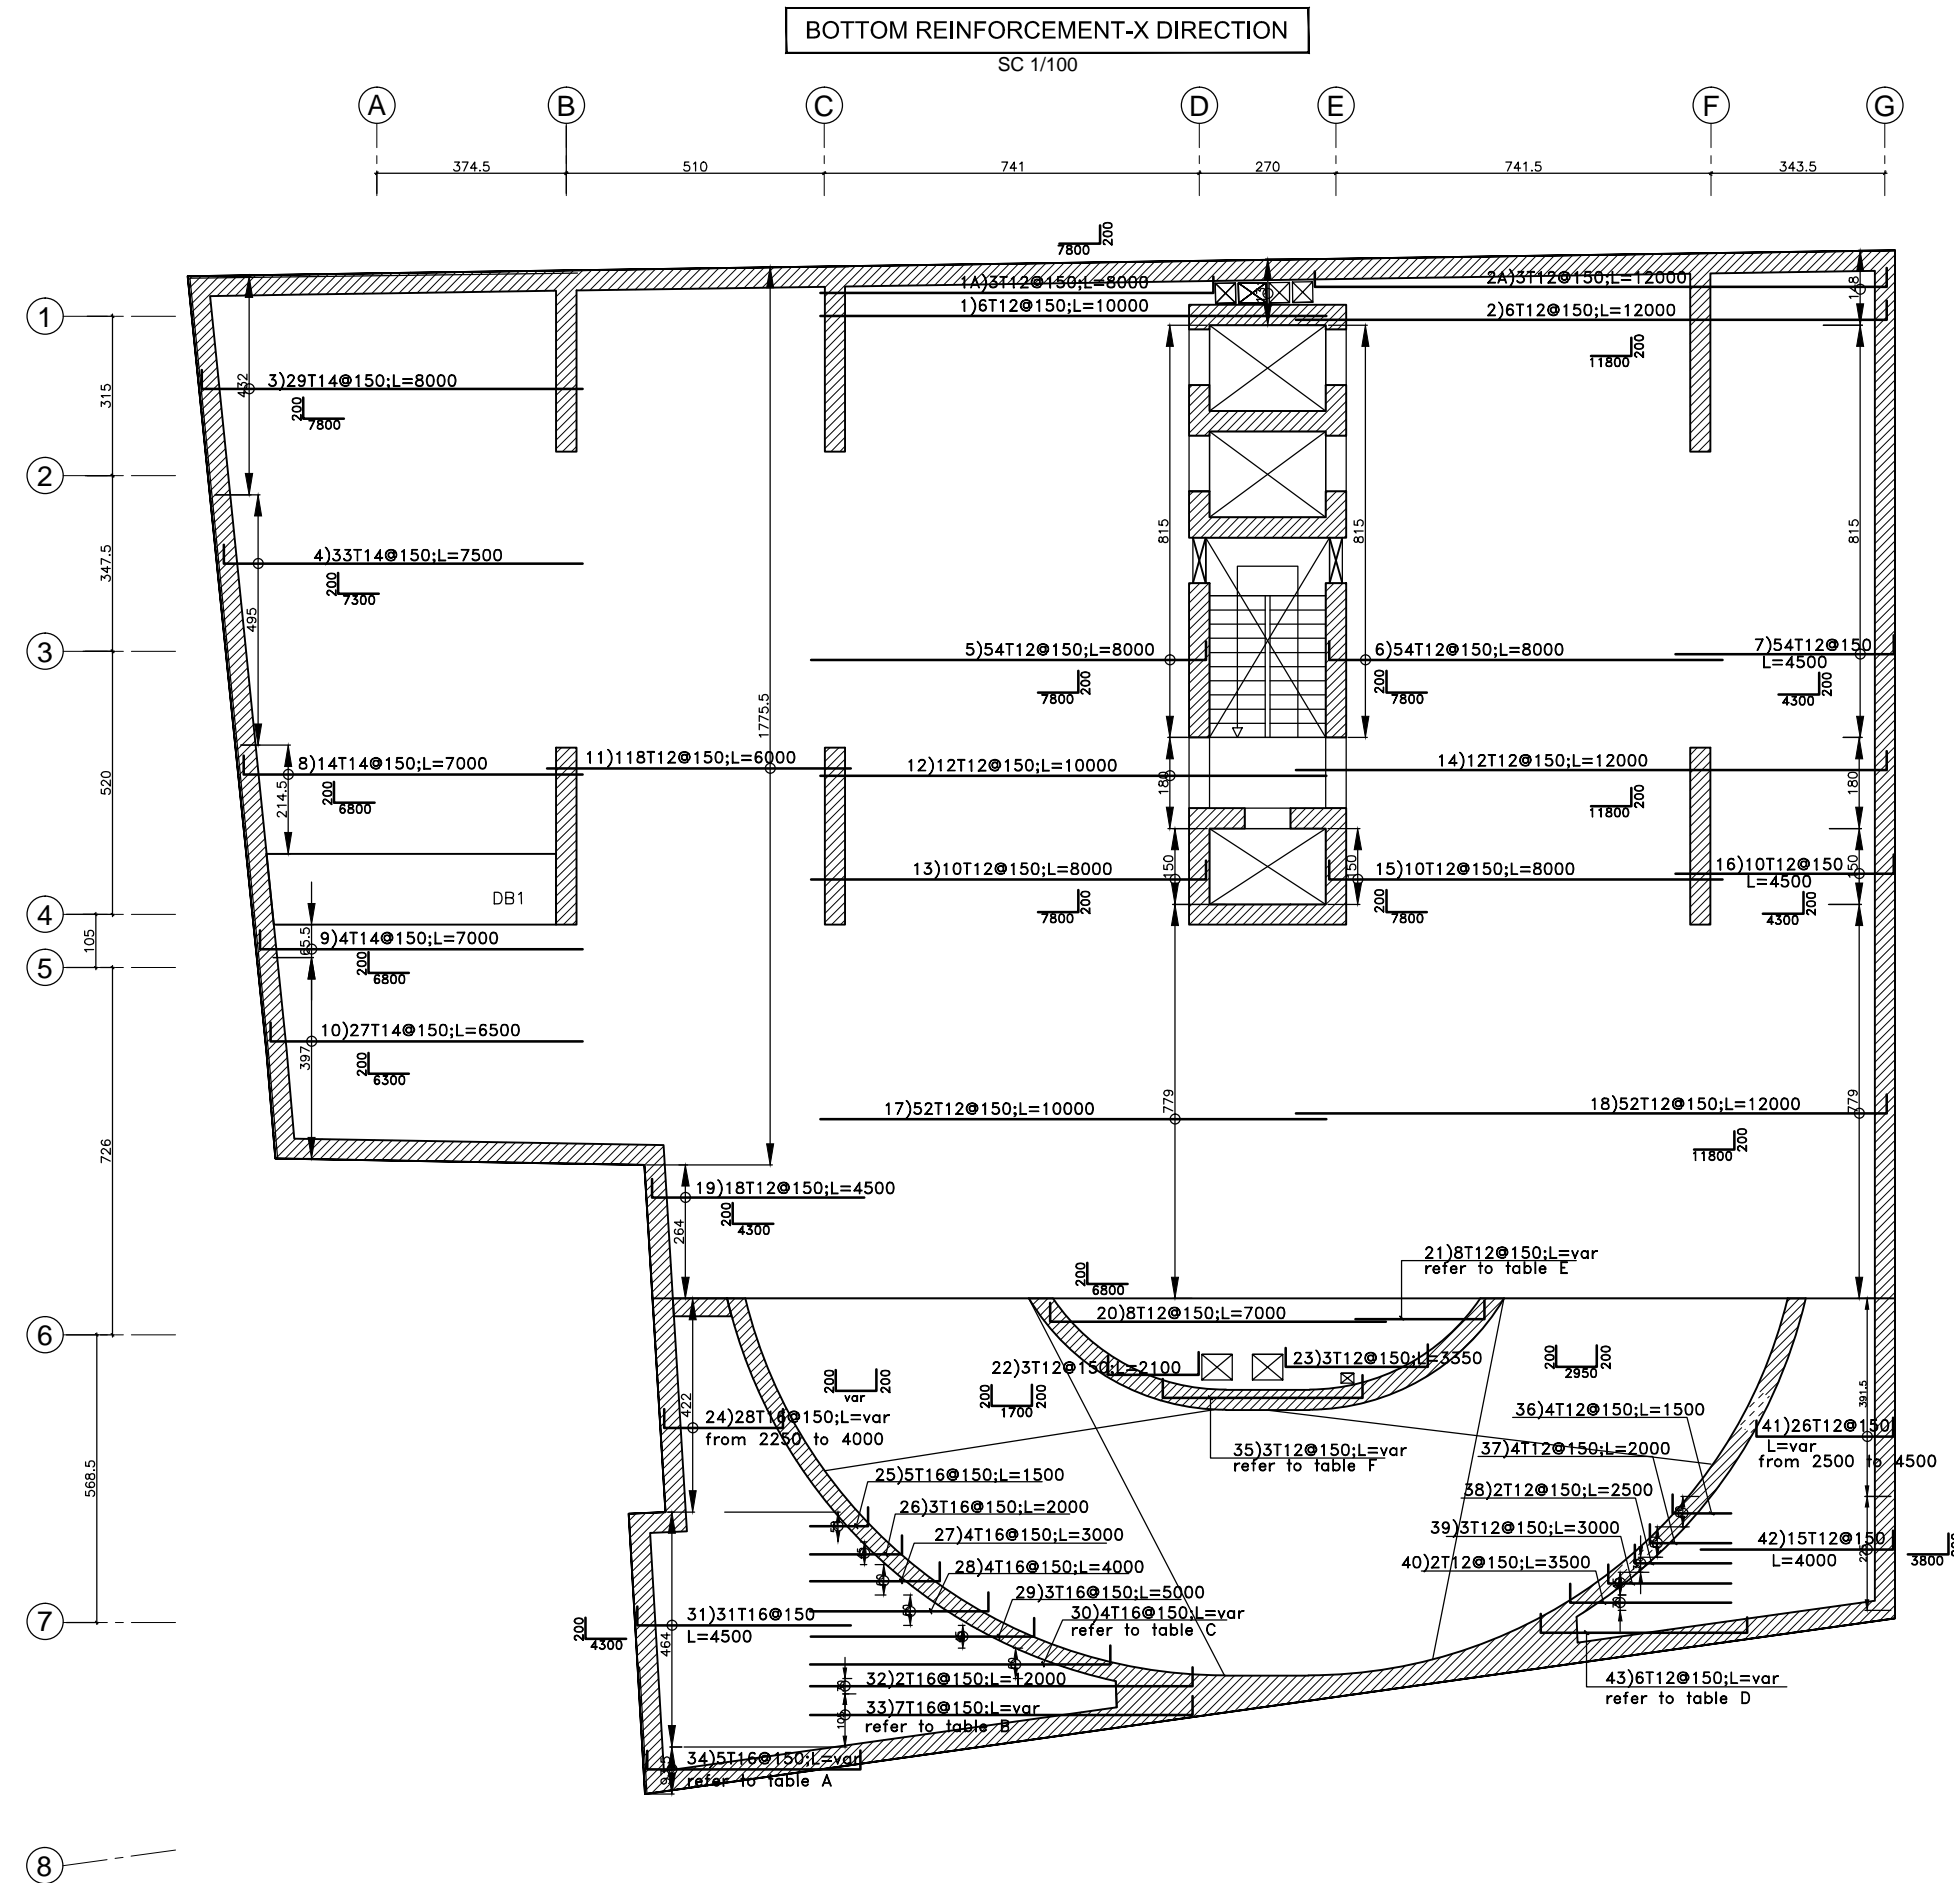 BOTTOM REINFORCEMENT-X DIRECTION
SC 1/100
A
B
C
D
E
F
G
374.5
510
741
270
741.5
343.5
7800
200
1A)3T12@150;L=8000
2A)3T12@150;L=12000
148
1)6T12@150;L=10000
2)6T12@150;L=12000
1
11800
200
3)29T14@150;L=8000
432
200
7800
315
2
815
815
815
347.5
4)33T14@150;L=7500
200
7300
495
3
5)54T12@150;L=8000
6)54T12@150;L=8000
7)54T12@150
L=4500
7800
200
200
7800
4300
200
1775.5
520
8)14T14@150;L=7000
11)118T12@150;L=6000
12)12T12@150;L=10000
14)12T12@150;L=12000
180
180
200
6800
214.5
11800
200
13)10T12@150;L=8000
15)10T12@150;L=8000
16)10T12@150
L=4500
150
150
150
DB1
7800
200
200
7800
4300
200
4
105
65.5
9)4T14@150;L=7000
5
200
6800
10)27T14@150;L=6500
397
200
6300
17)52T12@150;L=10000
18)52T12@150;L=12000
779
779
726
11800
200
19)18T12@150;L=4500
200
4300
264
21)8T12@150;L=var
refer to table E
200
6800
20)8T12@150;L=7000
6
22)3T12@150;L=2100
23)3T12@150;L=3350
200
2950
200
200
var
200
200
1700
200
422
391.5
24)28T16@150;L=var
from 2250 to 4000
36)4T12@150;L=1500
41)26T12@150
L=var
from 2500 to 4500
35)3T12@150;L=var
refer to table F
37)4T12@150;L=2000
568.5
25)5T16@150;L=1500
38)2T12@150;L=2500
26)3T16@150;L=2000
39)3T12@150;L=3000
27)4T16@150;L=3000
42)15T12@150
L=4000
3800
28)4T16@150;L=4000
40)2T12@150;L=3500
29)3T16@150;L=5000
30)4T16@150;L=var
refer to table C
7
31)31T16@150
L=4500
200
4300
464
32)2T16@150:L=12000
43)6T12@150;L=var
refer to table D
33)7T16@150:L=var
refer to table B
105
34)5T16@150;L=var
refer to table A
8